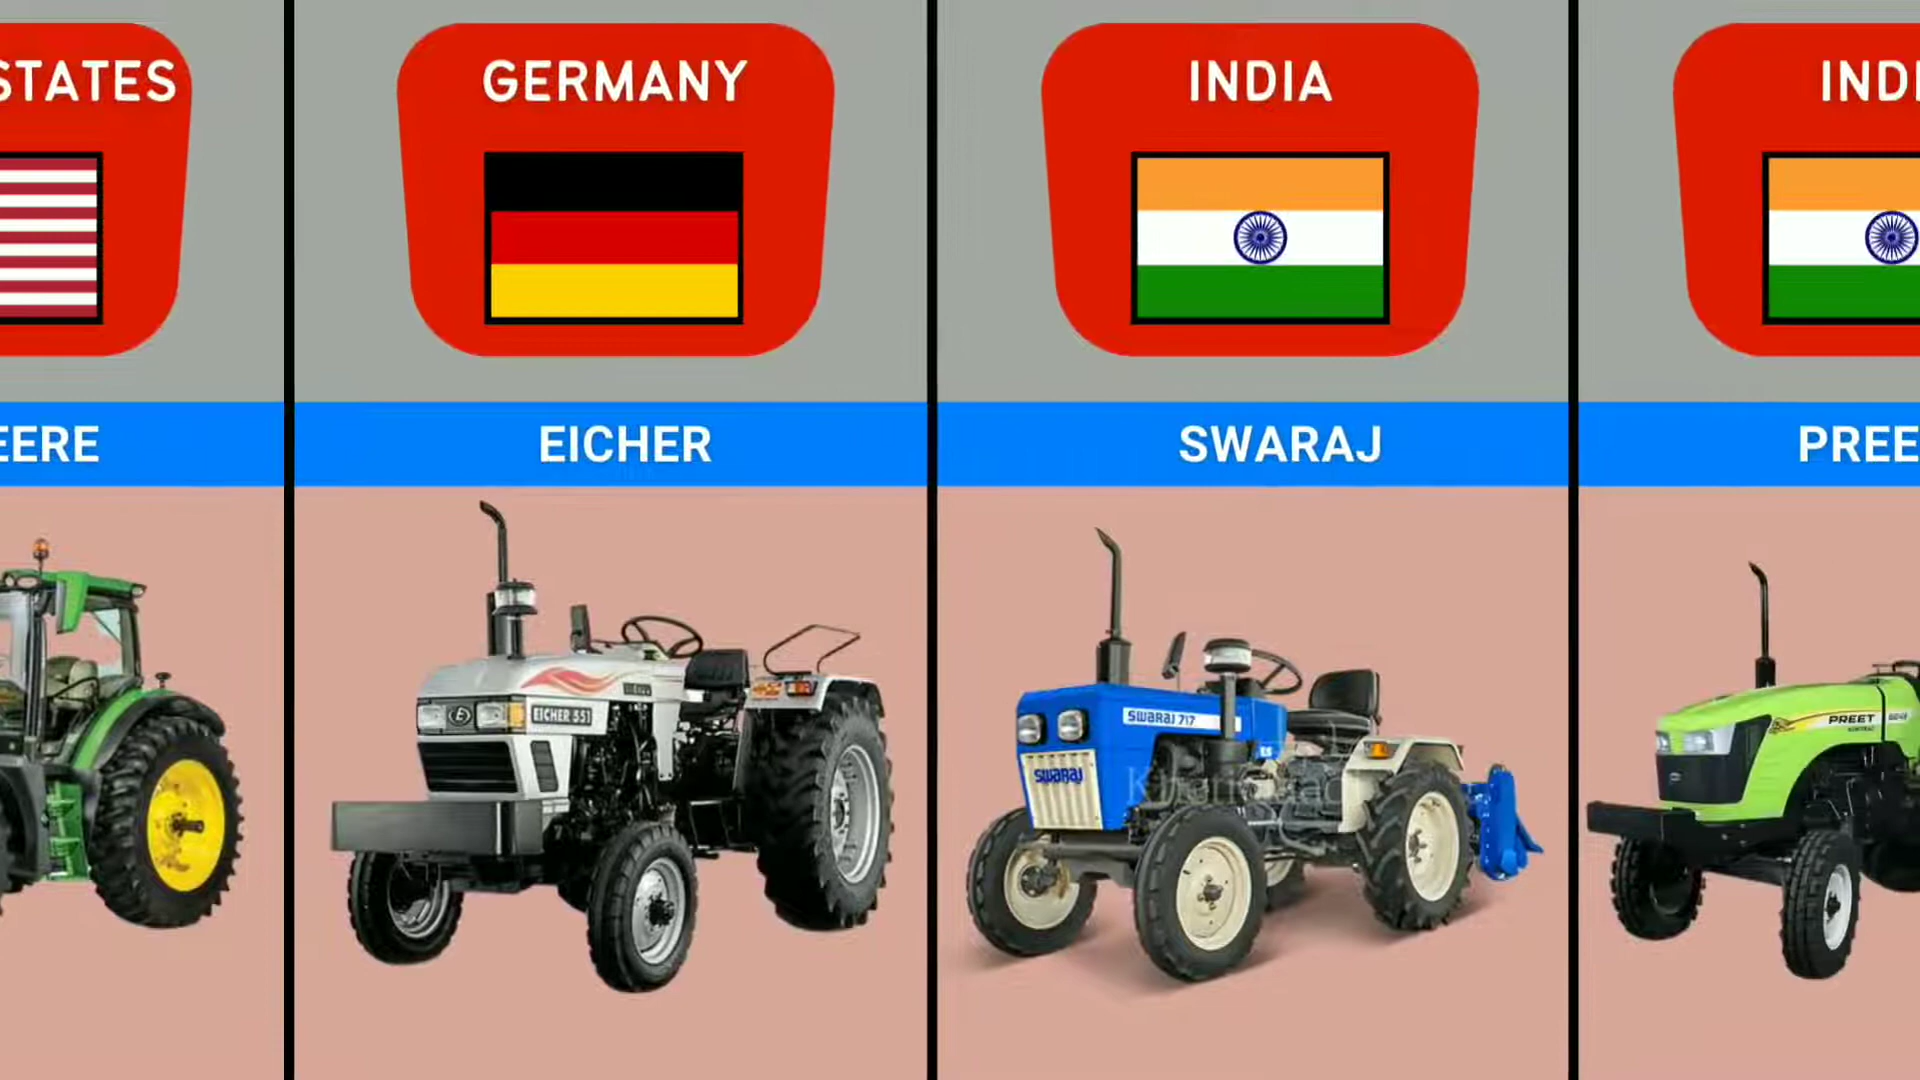 STATES
GERMANY
INDIA
INDI
EERE
EICHER
SWARAJ
PREE
EICHER 551
E
SWARAJ 717
SWARAJ
PREET